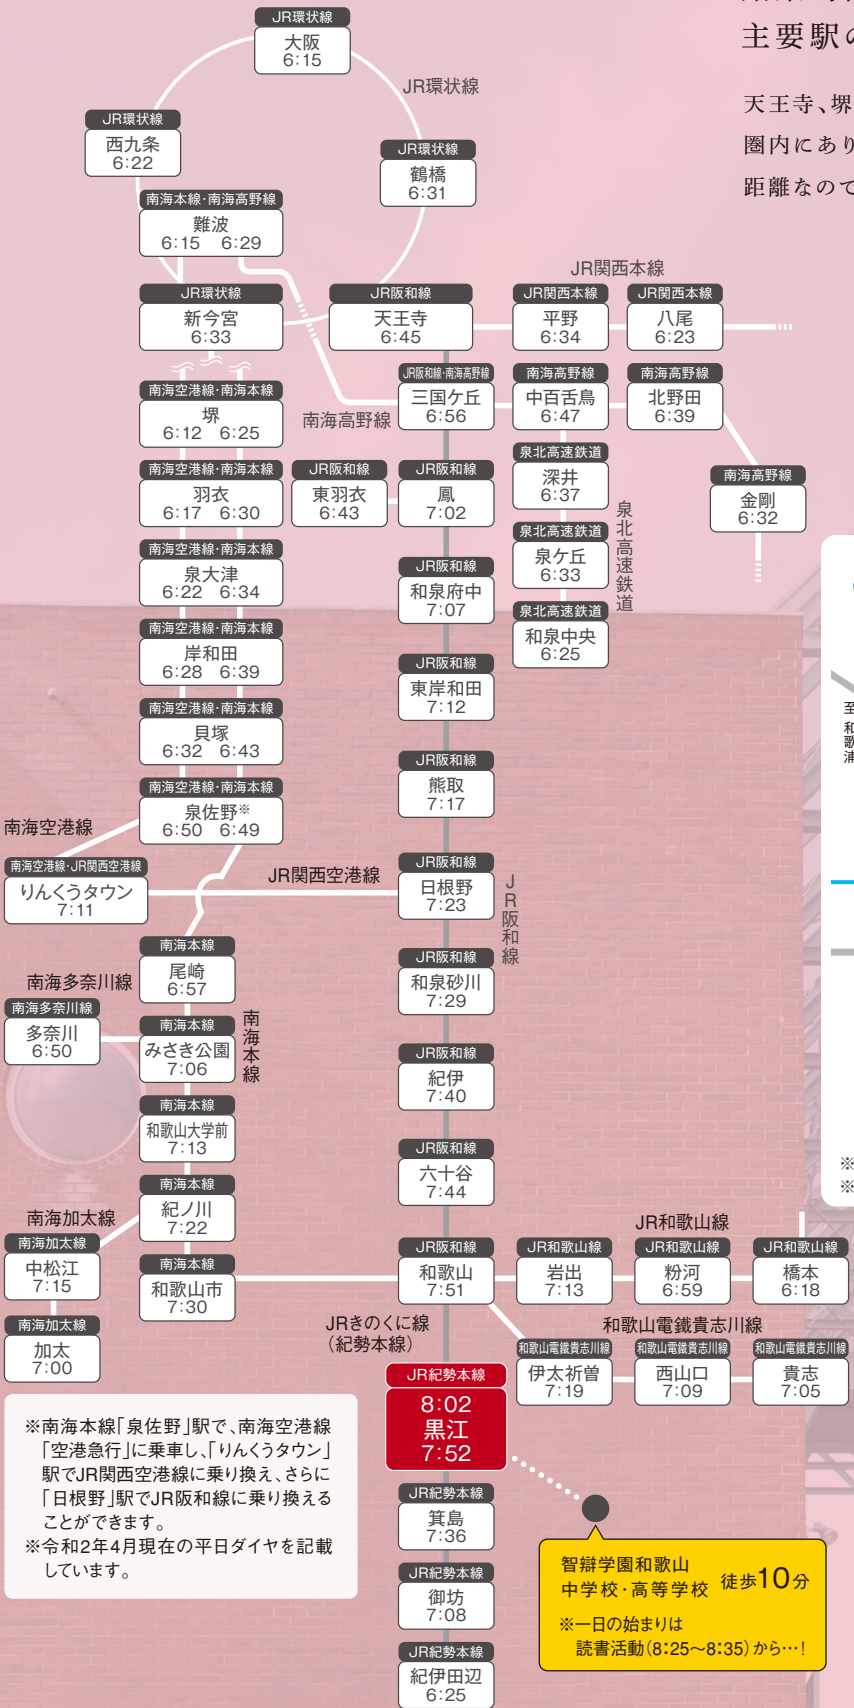 主要駅の
天王寺、堺
圏内にあり
距離なので
JR環状線
大阪
6:15
JR環状線
JR環状線
西九条
6:22
JR環状線
鶴橋
6:31
南海本線・南海高野線
難波
6:15 6:29
JR関西本線
JR環状線
新今宮
6:33
JR阪和線
天王寺
6:45
JR関西本線
平野
6:34
JR関西本線
八尾
6:23
南海高野線
JR阪和線・南海高野線
三国ケ丘
6:56
南海高野線
中百舌鳥
6:47
南海高野線
北野田
6:39
南海高野線
金剛
6:32
南海空港線・南海本線
堺
6:12 6:25
南海空港線・南海本線
羽衣
6:17 6:30
JR阪和線
東羽衣
6:43
JR阪和線
鳳
7:02
泉北高速鉄道
深井
6:37
泉北高速鉄道
泉ケ丘
6:33
泉北高速鉄道
和泉中央
6:25
泉北高速鉄道
南海空港線・南海本線
泉大津
6:22 6:34
JR阪和線
和泉府中
7:07
南海空港線・南海本線
岸和田
6:28 6:39
JR阪和線
東岸和田
7:12
南海空港線・南海本線
貝塚
6:32 6:43
JR阪和線
熊取
7:17
南海空港線・南海本線
泉佐野※
6:50 6:49
南海空港線
南海空港線・JR関西空港線
りんくうタウン
7:11
JR関西空港線
JR阪和線
日根野
7:23
JR阪和線
至
和歌浦
南海本線
尾崎
6:57
JR阪和線
和泉砂川
7:29
南海多奈川線
南海多奈川線
多奈川
6:50
南海本線
みさき公園
7:06
南海本線
JR阪和線
紀伊
7:40
南海本線
和歌山大学前
7:13
JR阪和線
六十谷
7:44
※
※
南海本線
紀ノ川
7:22
南海加太線
南海加太線
中松江
7:15
南海加太線
加太
7:00
南海本線
和歌山市
7:30
JR阪和線
和歌山
7:51
JR和歌山線
JR和歌山線
岩出
7:13
JR和歌山線
粉河
6:59
JR和歌山線
橋本
6:18
和歌山電鐵貴志川線
和歌山電鐵貴志川線
伊太祈曽
7:19
和歌山電鐵貴志川線
西山口
7:09
和歌山電鐵貴志川線
貴志
7:05
JRきのくに線
(紀勢本線)
JR紀勢本線
8:02
黒江
7:52
JR紀勢本線
箕島
7:36
JR紀勢本線
御坊
7:08
JR紀勢本線
紀伊田辺
6:25
※南海本線「泉佐野」駅で、南海空港線
「空港急行」に乗車し、「りんくうタウン」
駅でJR関西空港線に乗り換え、さらに
「日根野」駅でJR阪和線に乗り換える
ことができます。
※令和2年4月現在の平日ダイヤを記載
しています。
智辯学園和歌山
中学校・高等学校 徒歩10分
※一日の始まりは
読書活動(8:25〜8:35)から…!